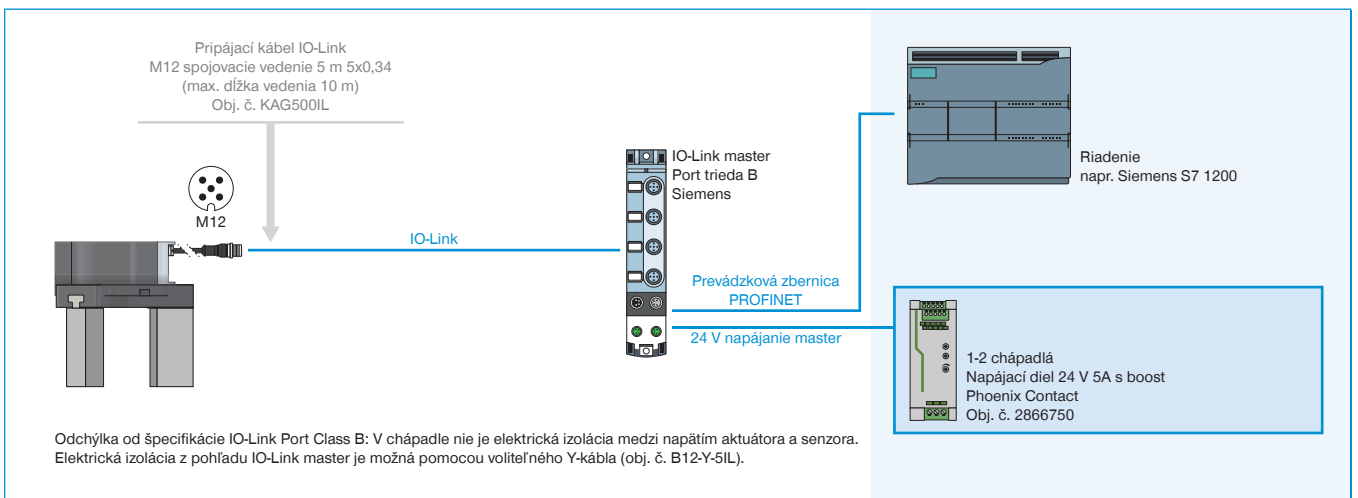 Pripájací kábel IO-Link
M12 spojovacie vedenie 5 m 5x0,34
(max. dĺžka vedenia 10 m)
Obj. č. KAG500IL
M12
IO-Link
IO-Link master
Port trieda B
Siemens
Riadenie
napr. Siemens S7 1200
Prevádzková zbernica
PROFINET
24 V napájanie master
1-2 chápadlá
Napájací diel 24 V 5A s boost
Phoenix Contact
Obj. č. 2866750
Odchýlka od špecifikácie IO-Link Port Class B: V chápadle nie je elektrická izolácia medzi napätím aktuátora a senzora.
Elektrická izolácia z pohľadu IO-Link master je možná pomocou voliteľného Y-kábla (obj. č. B12-Y-5IL).